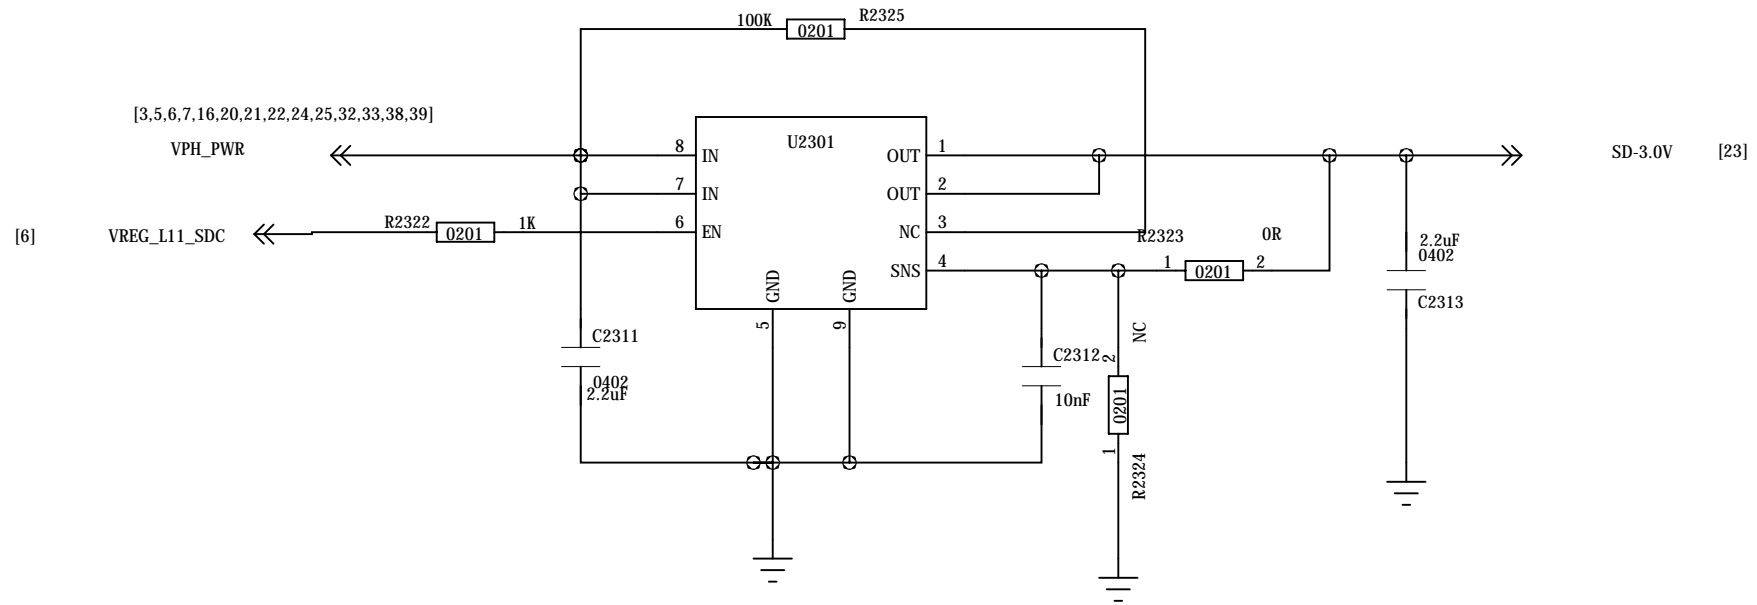 100K
R2325
0201
[3,5,6,7,16,20,21,22,24,25,32,33,38,39]
VPH_PWR
U2301
8
IN
OUT
1
SD-3.0V
[23]
7
IN
OUT
2
[6]
VREG_L11_SDC
R2322
0201
1K
6
EN
NC
3
R2323
0R
2.2uF
0402
SNS
4
1
0201
2
GND
GND
C2313
5
9
NC
C2311
C2312
2
0402
2.2uF
10nF
0201
1
R2324